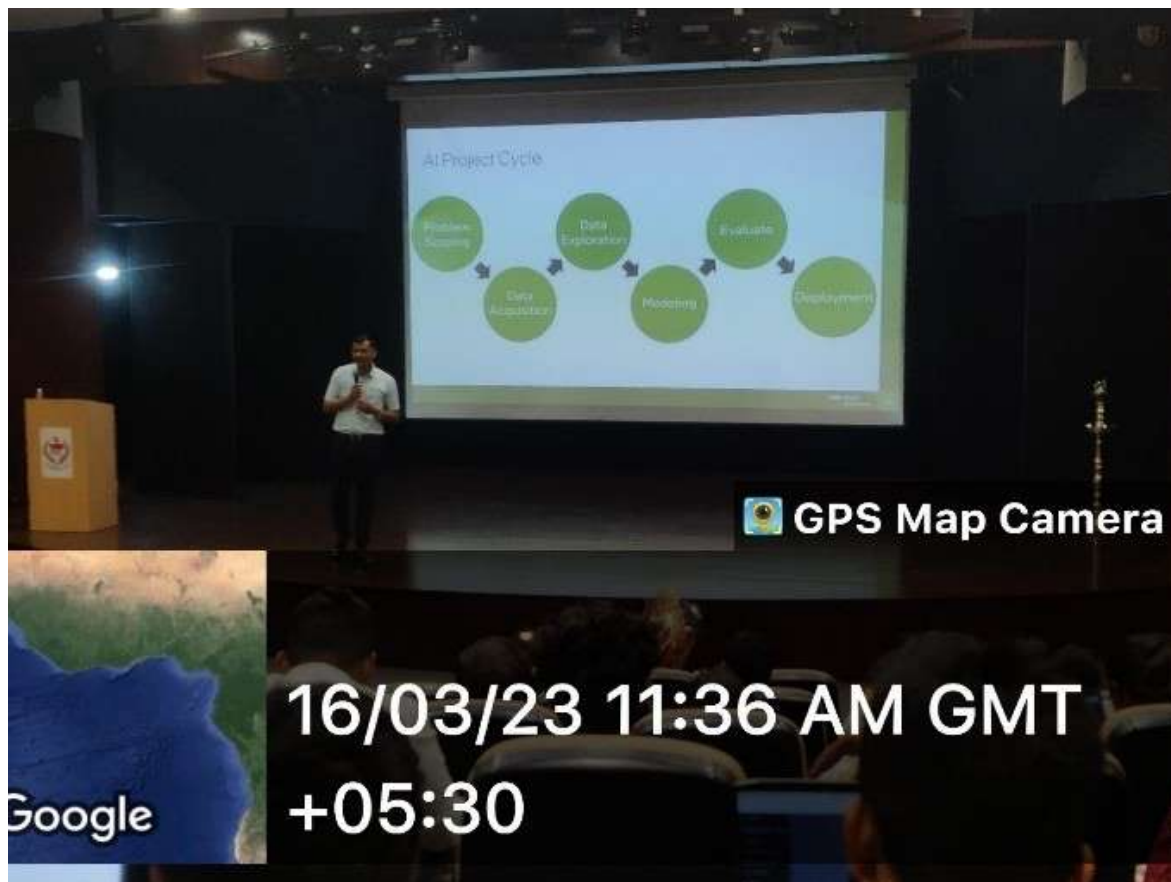 AI Project Cycle
Problem
Scoping
Data
Acquisition
Data
Exploration
Modeling
Evaluate
Deployment
GPS Map Camera
16/03/23 11:36 AM GMT
+05:30
Google